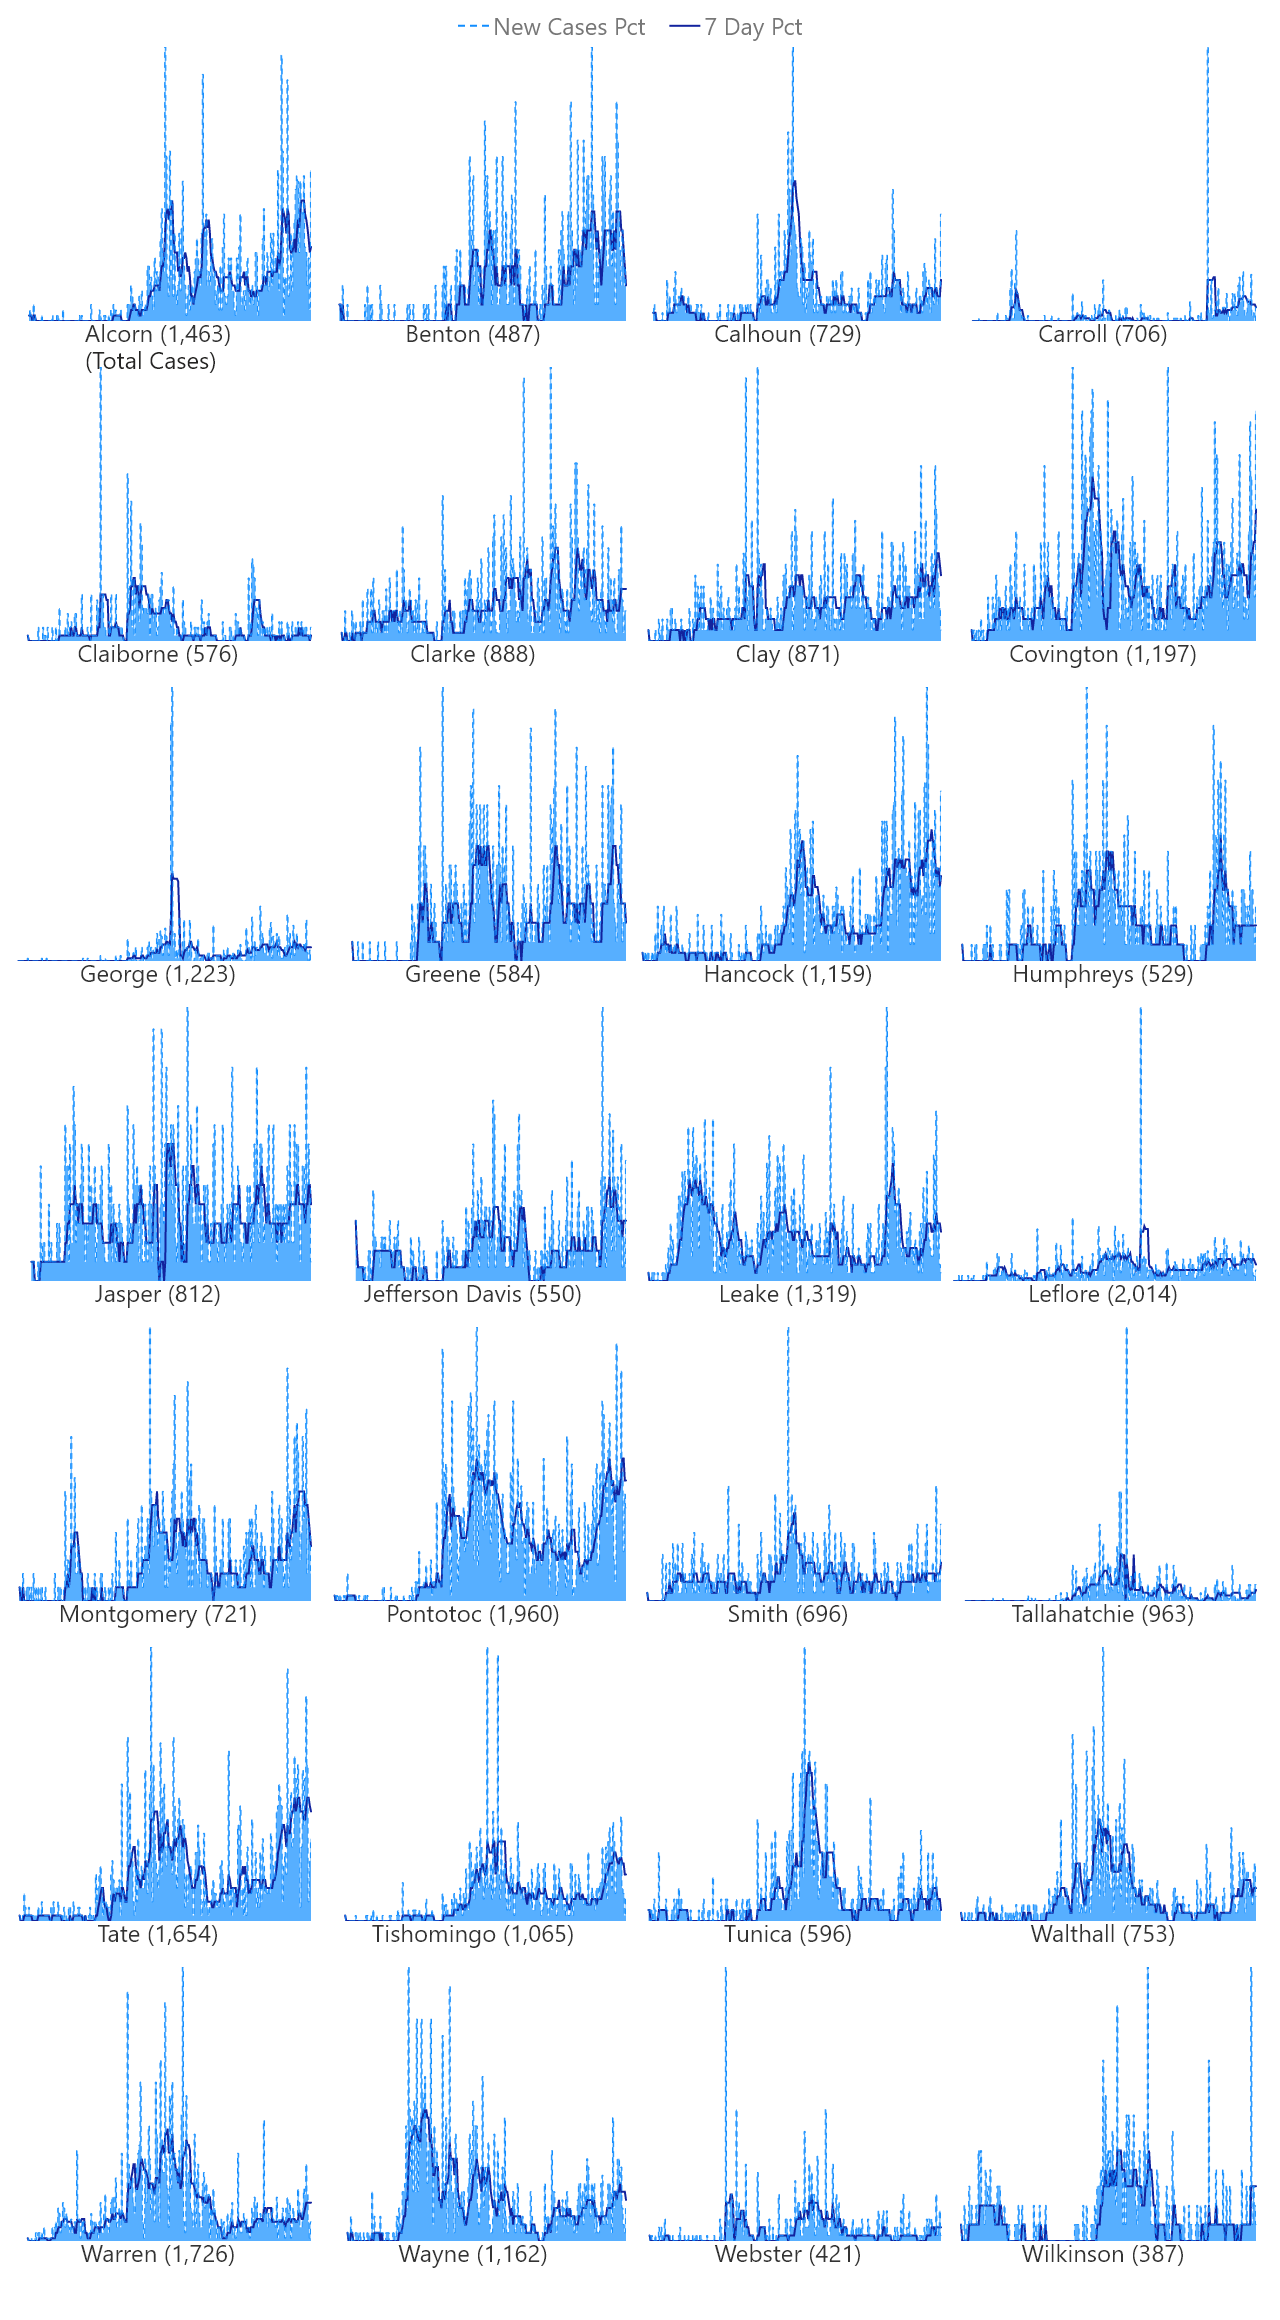 New Cases Pct 7 Day Pct
Alcorn (1,463) Benton (487) Calhoun (729) Carroll (706)
(Total Cases)
Claiborne (576) Clarke (888) Clay (871) Covington (1,197)
George (1,223) Greene (584) Hancock (1,159) Humphreys (529)
Jasper (812) Jefferson Davis (550) Leake (1,319) Leflore (2,014)
Montgomery (721) Pontotoc (1,960) Smith (696) Tallahatchie (963)
Tate (1,654) Tishomingo (1,065) Tunica (596) Walthall (753)
Warren (1,726) Wayne (1,162) Webster (421) Wilkinson (387)